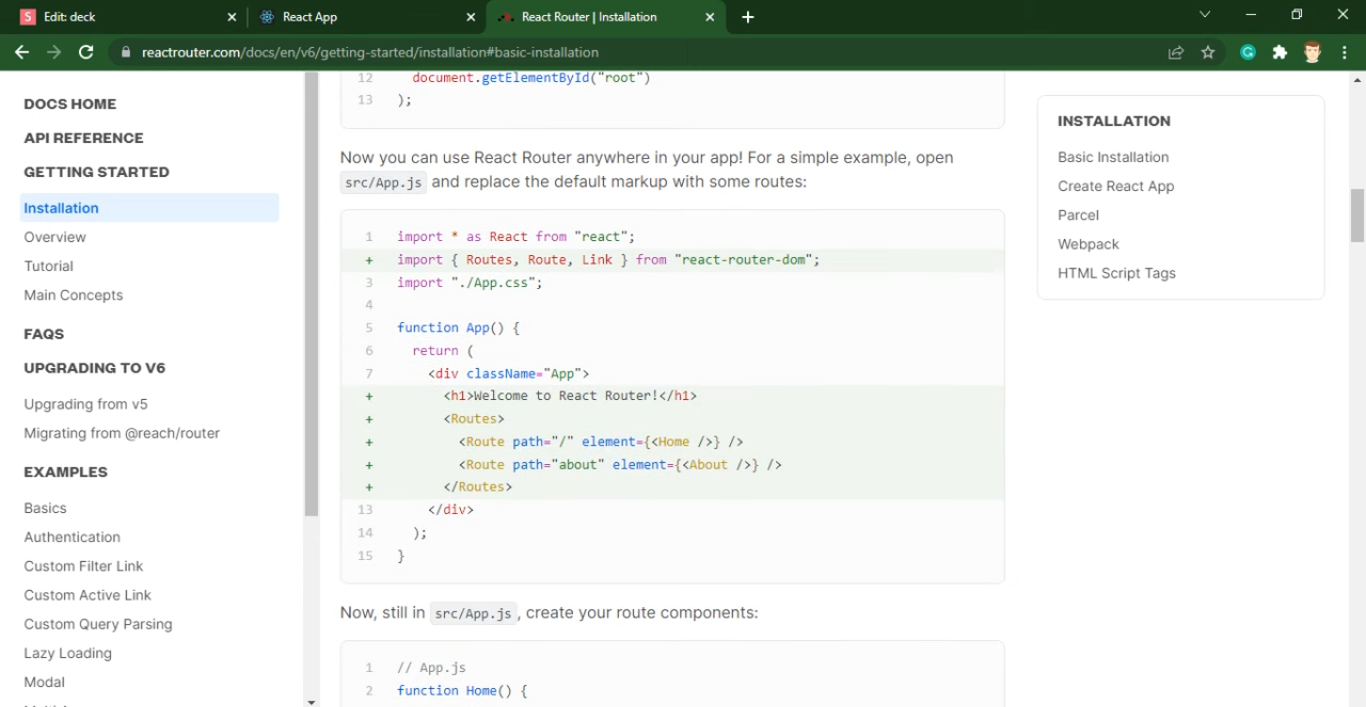 Edit: deck
React App
React Router | Installation
reactrouter.com/docs/en/v6/getting-started/installation#basic-installation
DOCS HOME
API REFERENCE
GETTING STARTED
Installation
Overview
Tutorial
Main Concepts
FAQS
UPGRADING TO V6
Upgrading from v5
Migrating from @reach/router
EXAMPLES
Basics
Authentication
Custom Filter Link
Custom Active Link
Custom Query Parsing
Lazy Loading
Modal
12 document.getElementById("root")
13 );
Now you can use React Router anywhere in your app! For a simple example, open
src/App.js and replace the default markup with some routes:
1 import * as React from "react";
+ import { Routes, Route, Link } from "react-router-dom";
3 import "./App.css";
4
5 function App() {
6 return (
7 <div className="App">
+ <h1>Welcome to React Router!</h1>
+ <Routes>
+ <Route path="/" element={<Home />} />
+ <Route path="about" element={<About />} />
+ </Routes>
13 </div>
14 );
15 }
Now, still in src/App.js, create your route components:
1 // App.js
2 function Home() {
INSTALLATION
Basic Installation
Create React App
Parcel
Webpack
HTML Script Tags